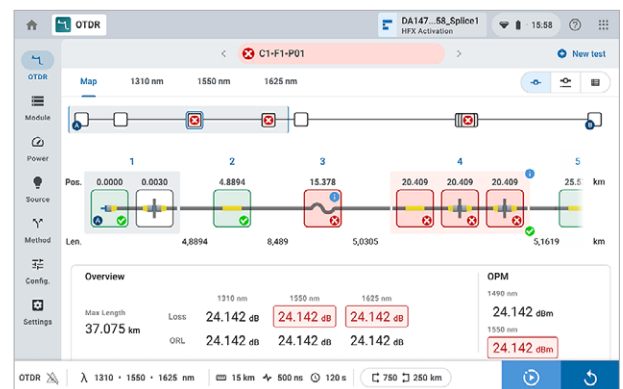 OTDR
DA147...58_Splice1
HFX Activation
15:58
C1-F1-P01
New test
OTDR
Module
Power
Source
Method
Config.
Settings
Map 1310 nm 1550 nm 1625 nm
A B
1 2 3 4 5
Pos. 0.0000 0.0030 4.8894 15.378 20.409 20.409 20.409 25.5 km
A
Len. 4,8894 8,489 5,0305 5,1619 km
Overview
1310 nm 1550 nm 1625 nm
Max Length
37.075 km
Loss 24.142 dB 24.142 dB 24.142 dB
ORL 24.142 dB 24.142 dB 24.142 dB
OPM
1490 nm
24.142 dBm
1550 nm
24.142 dBm
OTDR λ 1310 • 1550 • 1625 nm 15 km 500 ns 120 s 750 250 km